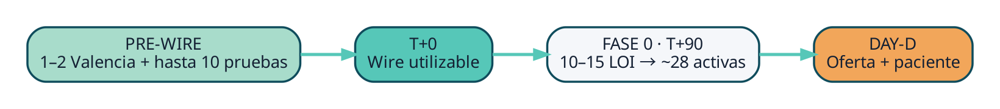 PRE-WIRE
1–2 Valencia + hasta 10 pruebas
T+0
Wire utilizable
FASE 0 · T+90
10–15 LOI → ~28 activas
DAY-D
Oferta + paciente